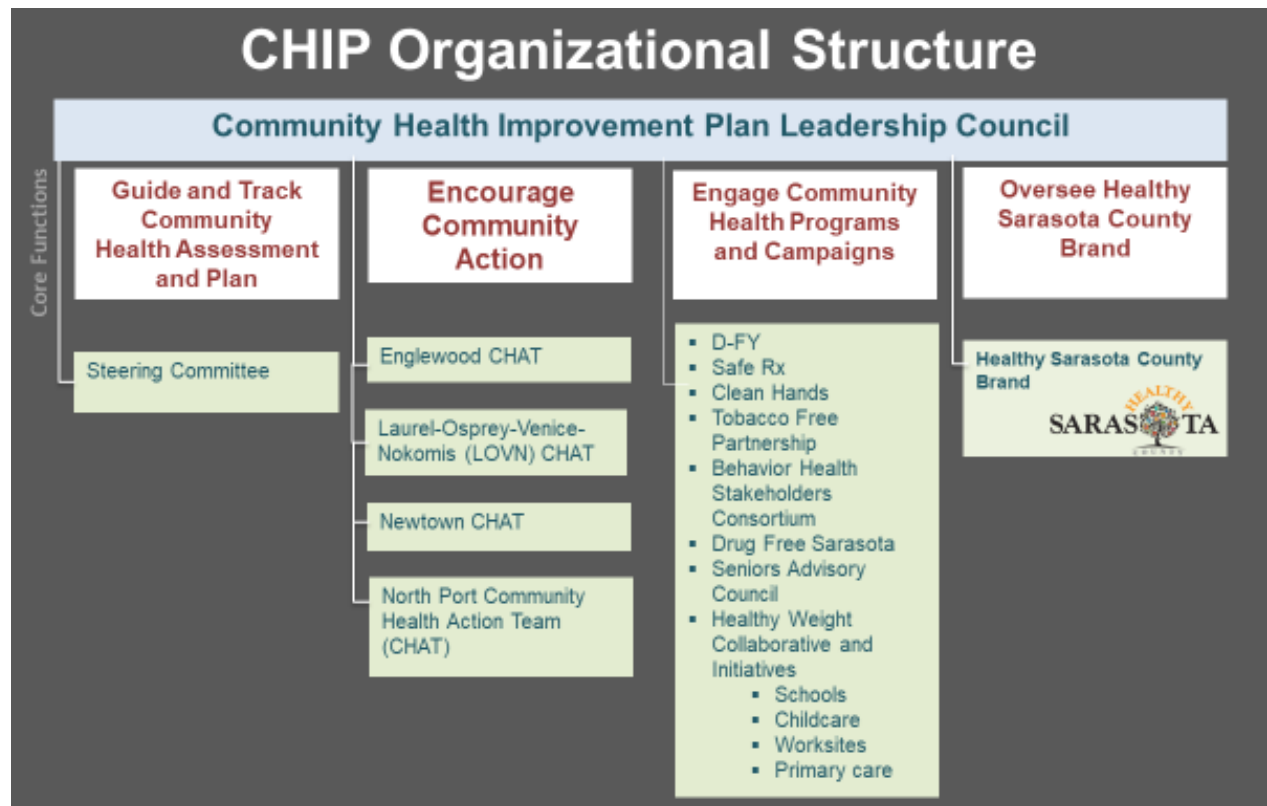 CHIP Organizational Structure
Community Health Improvement Plan Leadership Council
Core Functions
Guide and Track
Community
Health Assessment
and Plan
Steering Committee
Encourage
Community
Action
Englewood CHAT
Laurel-Osprey-Venice-
Nokomis (LOVN) CHAT
Newtown CHAT
North Port Community
Health Action Team
(CHAT)
Engage Community
Health Programs
and Campaigns
▪ D-FY
▪ Safe Rx
▪ Clean Hands
▪ Tobacco Free
Partnership
▪ Behavior Health
Stakeholders
Consortium
▪ Drug Free Sarasota
▪ Seniors Advisory
Council
▪ Healthy Weight
Collaborative and
Initiatives
▪ Schools
▪ Childcare
▪ Worksites
▪ Primary care
Oversee Healthy
Sarasota County
Brand
Healthy Sarasota County
Brand
HEALTHY
SARASOTA
COUNTY